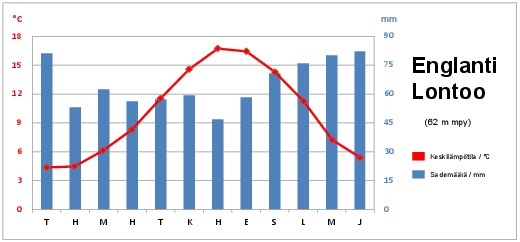 °C
mm
18
15
12
9
6
3
0
90
75
60
45
30
15
0
T H M H T K H E S L M J
Englanti
Lontoo
(62 m mpy)
Keskilämpötila / °C
Sademäärä / mm